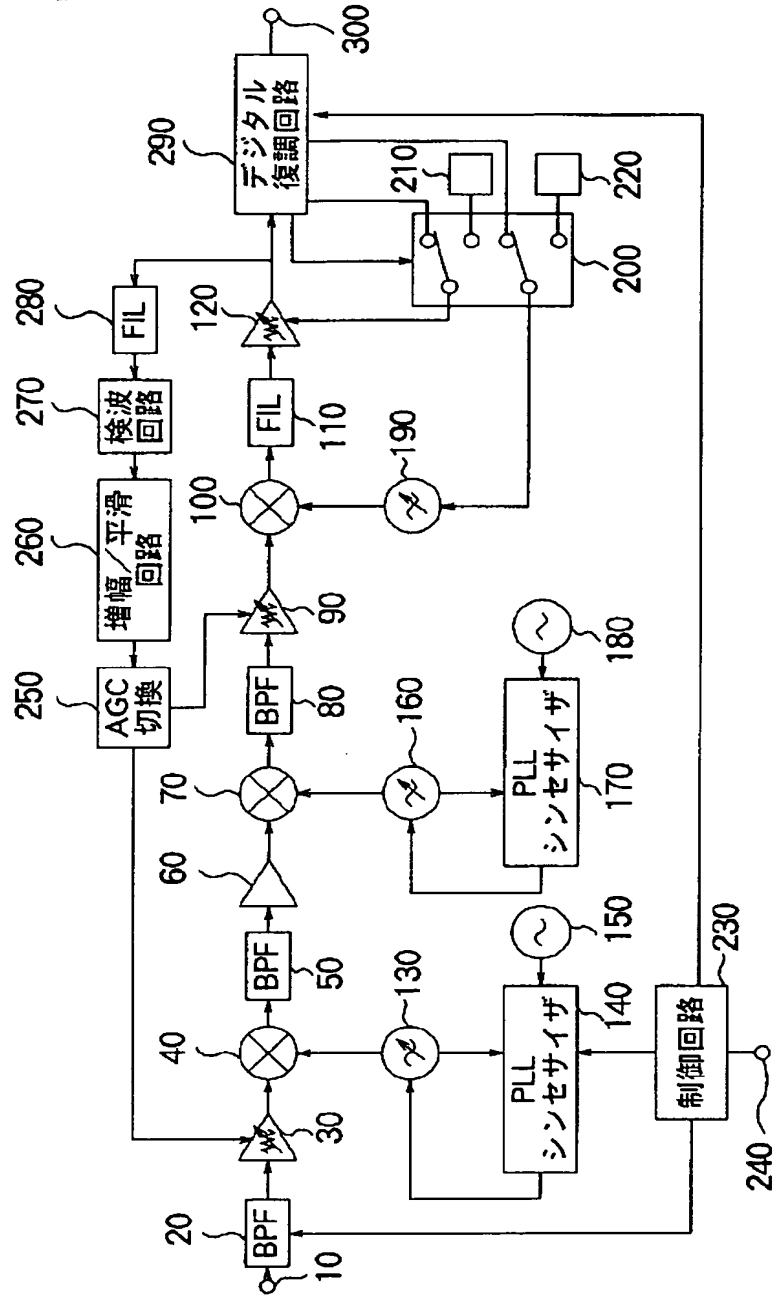 280
FIL
270
検波
回路
260
増幅/平滑
回路
250
AGC
切換
290
デジタル
復調回路
300
10
20
BPF
30
40
50
BPF
60
70
80
BPF
90
100
110
FIL
120
130
140
PLL
シンセサイザ
150
160
170
PLL
シンセサイザ
180
190
200
210
220
230
制御回路
240